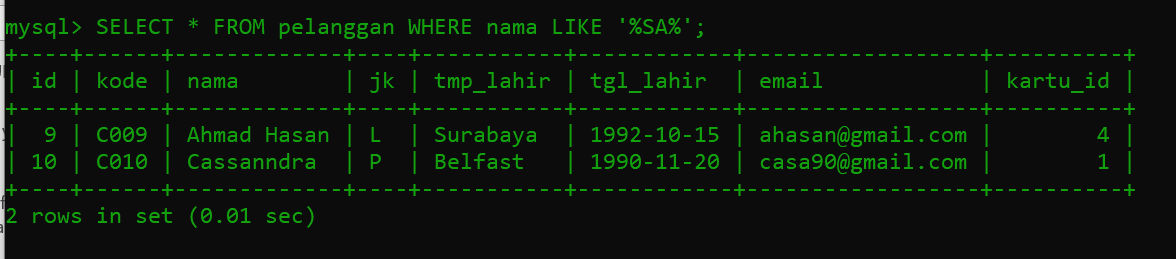 mysql> SELECT * FROM pelanggan WHERE nama LIKE '%SA%';
+----+------+-------------+----+-----------+------------+------------------+----------+
| id | kode | nama        | jk | tmp_lahir | tgl_lahir  | email            | kartu_id |
+----+------+-------------+----+-----------+------------+------------------+----------+
|  9 | C009 | Ahmad Hasan | L  | Surabaya  | 1992-10-15 | ahasan@gmail.com |        4 |
| 10 | C010 | Cassanndra  | P  | Belfast   | 1990-11-20 | casa90@gmail.com |        1 |
+----+------+-------------+----+-----------+------------+------------------+----------+
2 rows in set (0.01 sec)